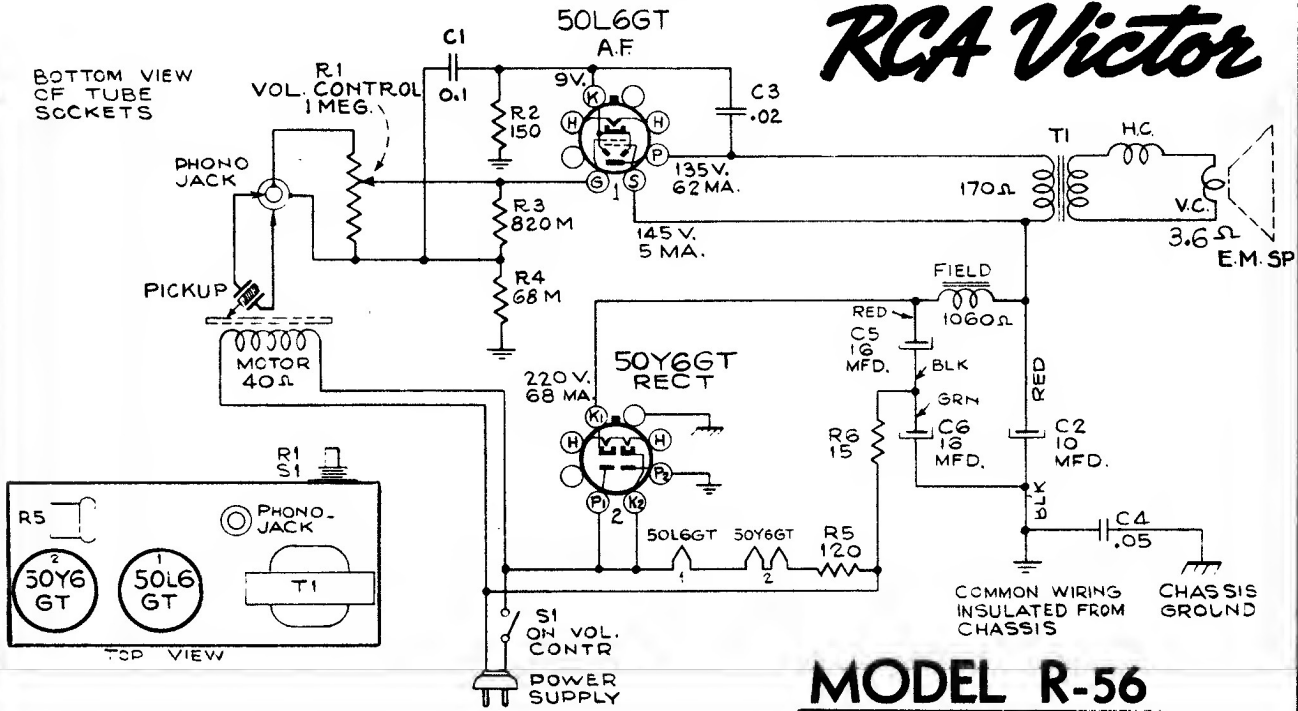 RCA Victor
50L6GT
A.F.
BOTTOM VIEW
OF TUBE
SOCKETS
R1
VOL. CONTROL
1 MEG.
C1
0.1
R2
150
9V.
K
H
H
P
G
S
1
C3
.02
135V.
62 MA.
145 V.
5 MA.
T1
170Ω
H.C.
V.C.
3.6 Ω
E.M. SP
PHONO
JACK
R3
820 M
R4
68 M
PICKUP
MOTOR
40Ω
FIELD
1060Ω
RED
C5
16
MFD.
BLK
GRN
C6
16
MFD.
RED
C2
10
MFD.
BLK
50Y6GT
RECT
220 V.
68 MA.
K1
H
H
P2
P1
K2
2
R6
15
R5
120
50L6GT
1
50Y6GT
2
C4
.05
COMMON WIRING
INSULATED FROM
CHASSIS
CHASSIS
GROUND
S1
ON VOL.
CONTR
POWER
SUPPLY
R1
S1
R5
PHONO-
JACK
2
50Y6
GT
1
50L6
GT
T1
TOP VIEW
MODEL R-56